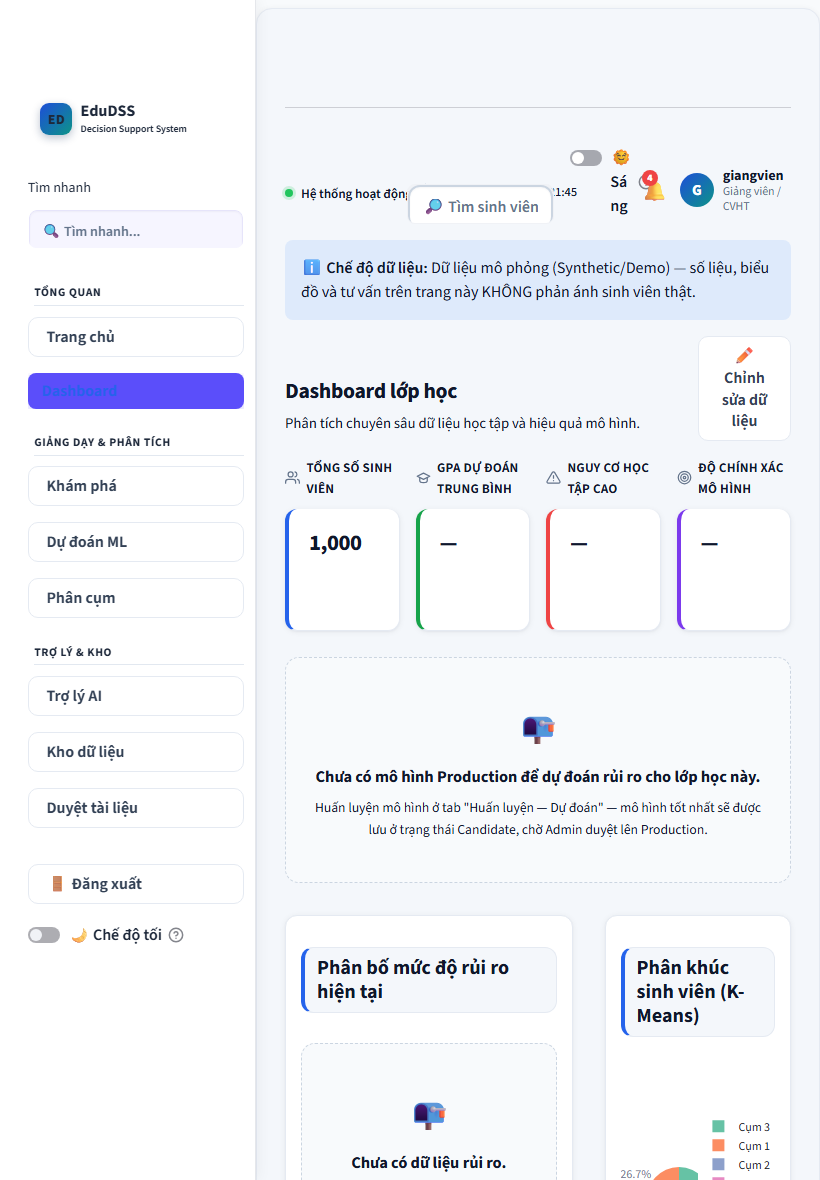 ED
EduDSS
Decision Support System
Tìm nhanh
Tìm nhanh...
TỔNG QUAN
Trang chủ
Dashboard
GIẢNG DẠY & PHÂN TÍCH
Khám phá
Dự đoán ML
Phân cụm
TRỢ LÝ & KHO
Trợ lý AI
Kho dữ liệu
Duyệt tài liệu
Đăng xuất
Chế độ tối
Hệ thống hoạt động
Tìm sinh viên
1:45
Sá
ng
4
G
giangvien
Giảng viên /
CVHT
Chế độ dữ liệu: Dữ liệu mô phỏng (Synthetic/Demo) — số liệu, biểu
đồ và tư vấn trên trang này KHÔNG phản ánh sinh viên thật.
Dashboard lớp học
Phân tích chuyên sâu dữ liệu học tập và hiệu quả mô hình.
Chỉnh
sửa dữ
liệu
TỔNG SỐ SINH
VIÊN
1,000
GPA DỰ ĐOÁN
TRUNG BÌNH
—
NGUY CƠ HỌC
TẬP CAO
—
ĐỘ CHÍNH XÁC
MÔ HÌNH
—
Chưa có mô hình Production để dự đoán rủi ro cho lớp học này.
Huấn luyện mô hình ở tab "Huấn luyện — Dự đoán" — mô hình tốt nhất sẽ được
lưu ở trạng thái Candidate, chờ Admin duyệt lên Production.
Phân bố mức độ rủi ro
hiện tại
Chưa có dữ liệu rủi ro.
Phân khúc
sinh viên (K-
Means)
Cụm 3
Cụm 1
Cụm 2
26.7%